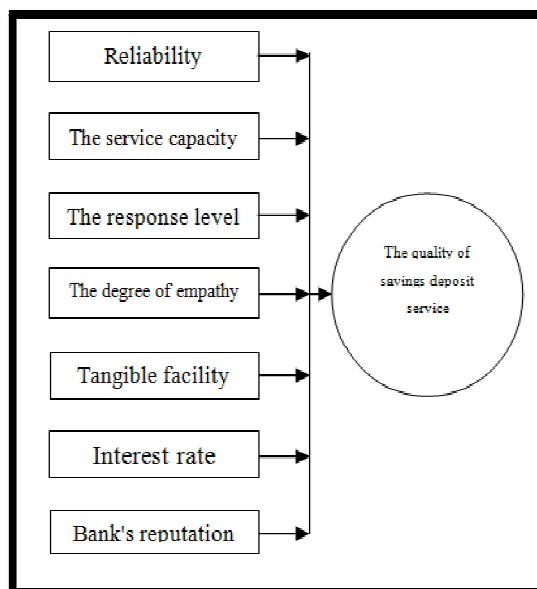 Reliability
The service capacity
The response level
The degree of empathy
Tangible facility
Interest rate
Bank's reputation
The quality of
savings deposit
service